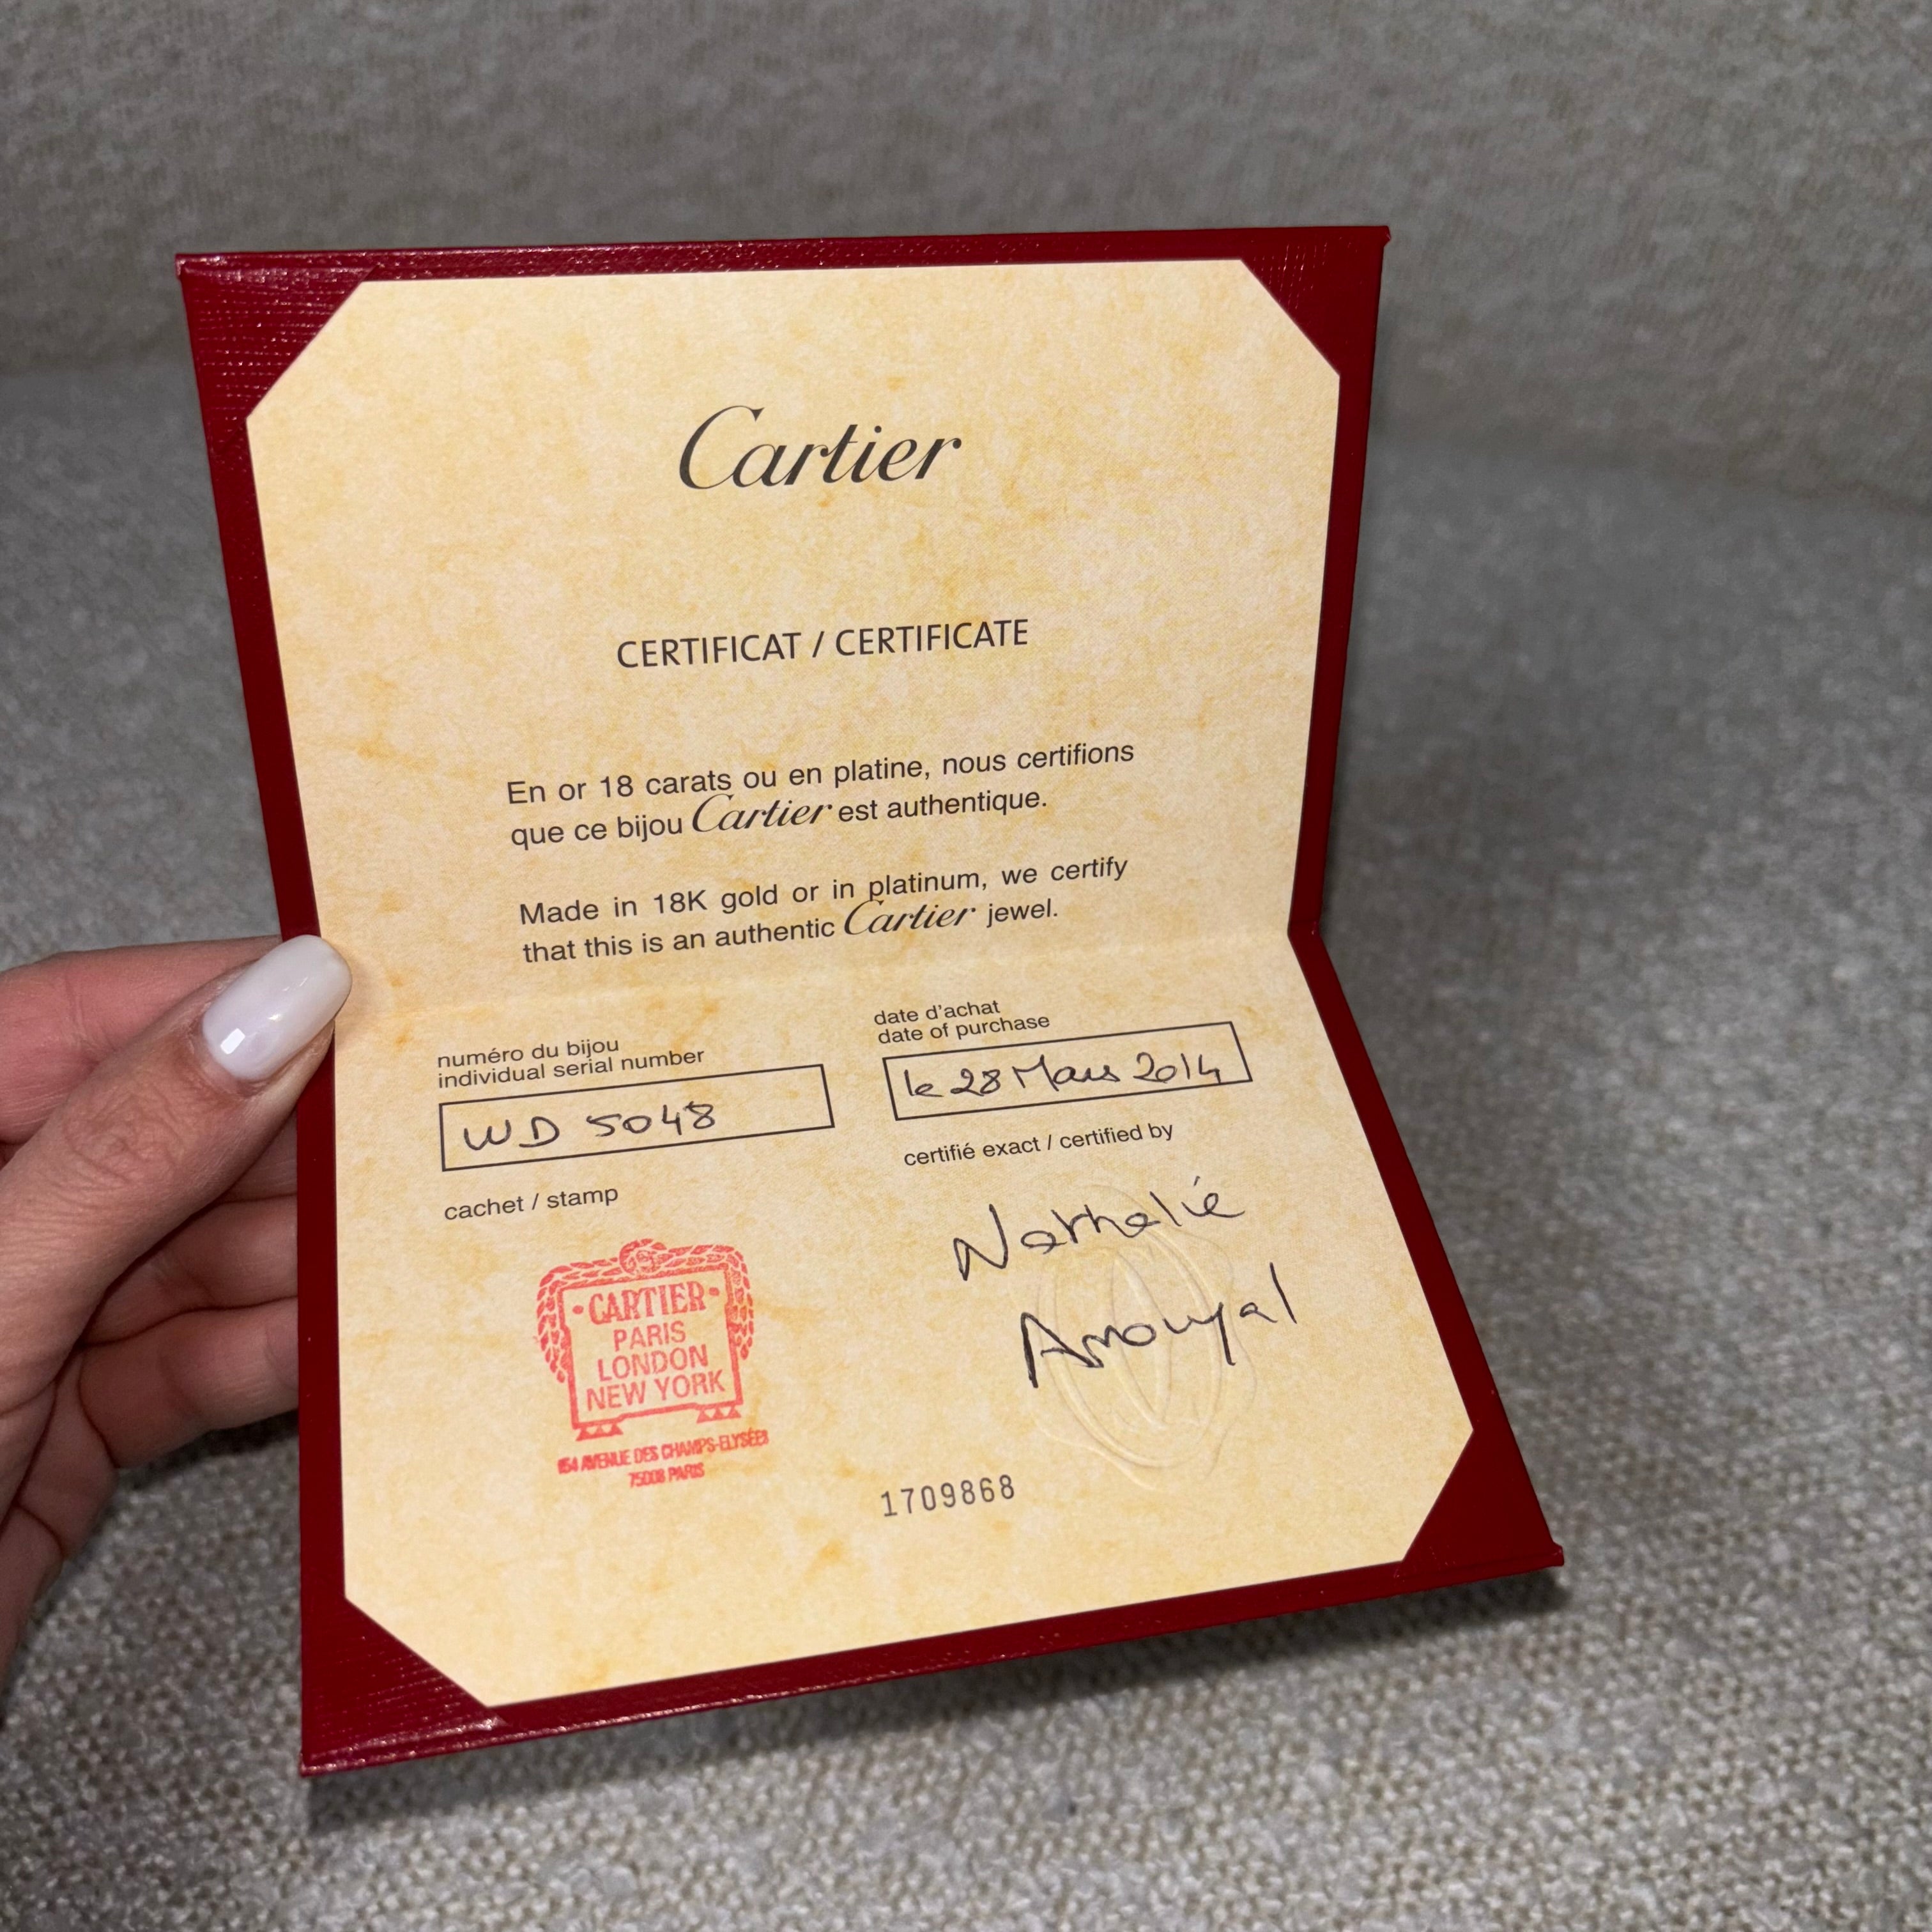 Cartier
CERTIFICAT / CERTIFICATE
En or 18 carats ou en platine, nous certifions
que ce bijou Cartier est authentique.
Made in 18K gold or in platinum, we certify
that this is an authentic Cartier jewel.
numéro du bijou
individual serial number
WD 5048
date d'achat
date of purchase
le 28 Mars 2014
cachet / stamp
CARTIER
PARIS
LONDON
NEW YORK
154 AVENUE DES CHAMPS-ELYSÉES
75008 PARIS
certifié exact / certified by
Nathalie
1709868